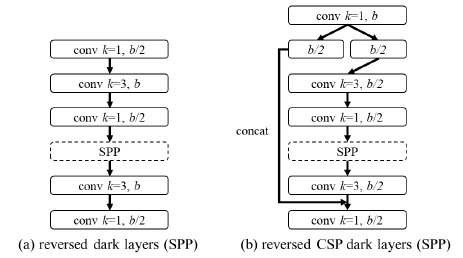 conv k=1, b/2
conv k=3, b
conv k=1, b/2
SPP
conv k=3, b
conv k=1, b/2
(a) reversed dark layers (SPP)
conv k=1, b
b/2 b/2
conv k=3, b/2
conv k=1, b/2
concat
SPP
conv k=3, b/2
conv k=1, b/2
(b) reversed CSP dark layers (SPP)